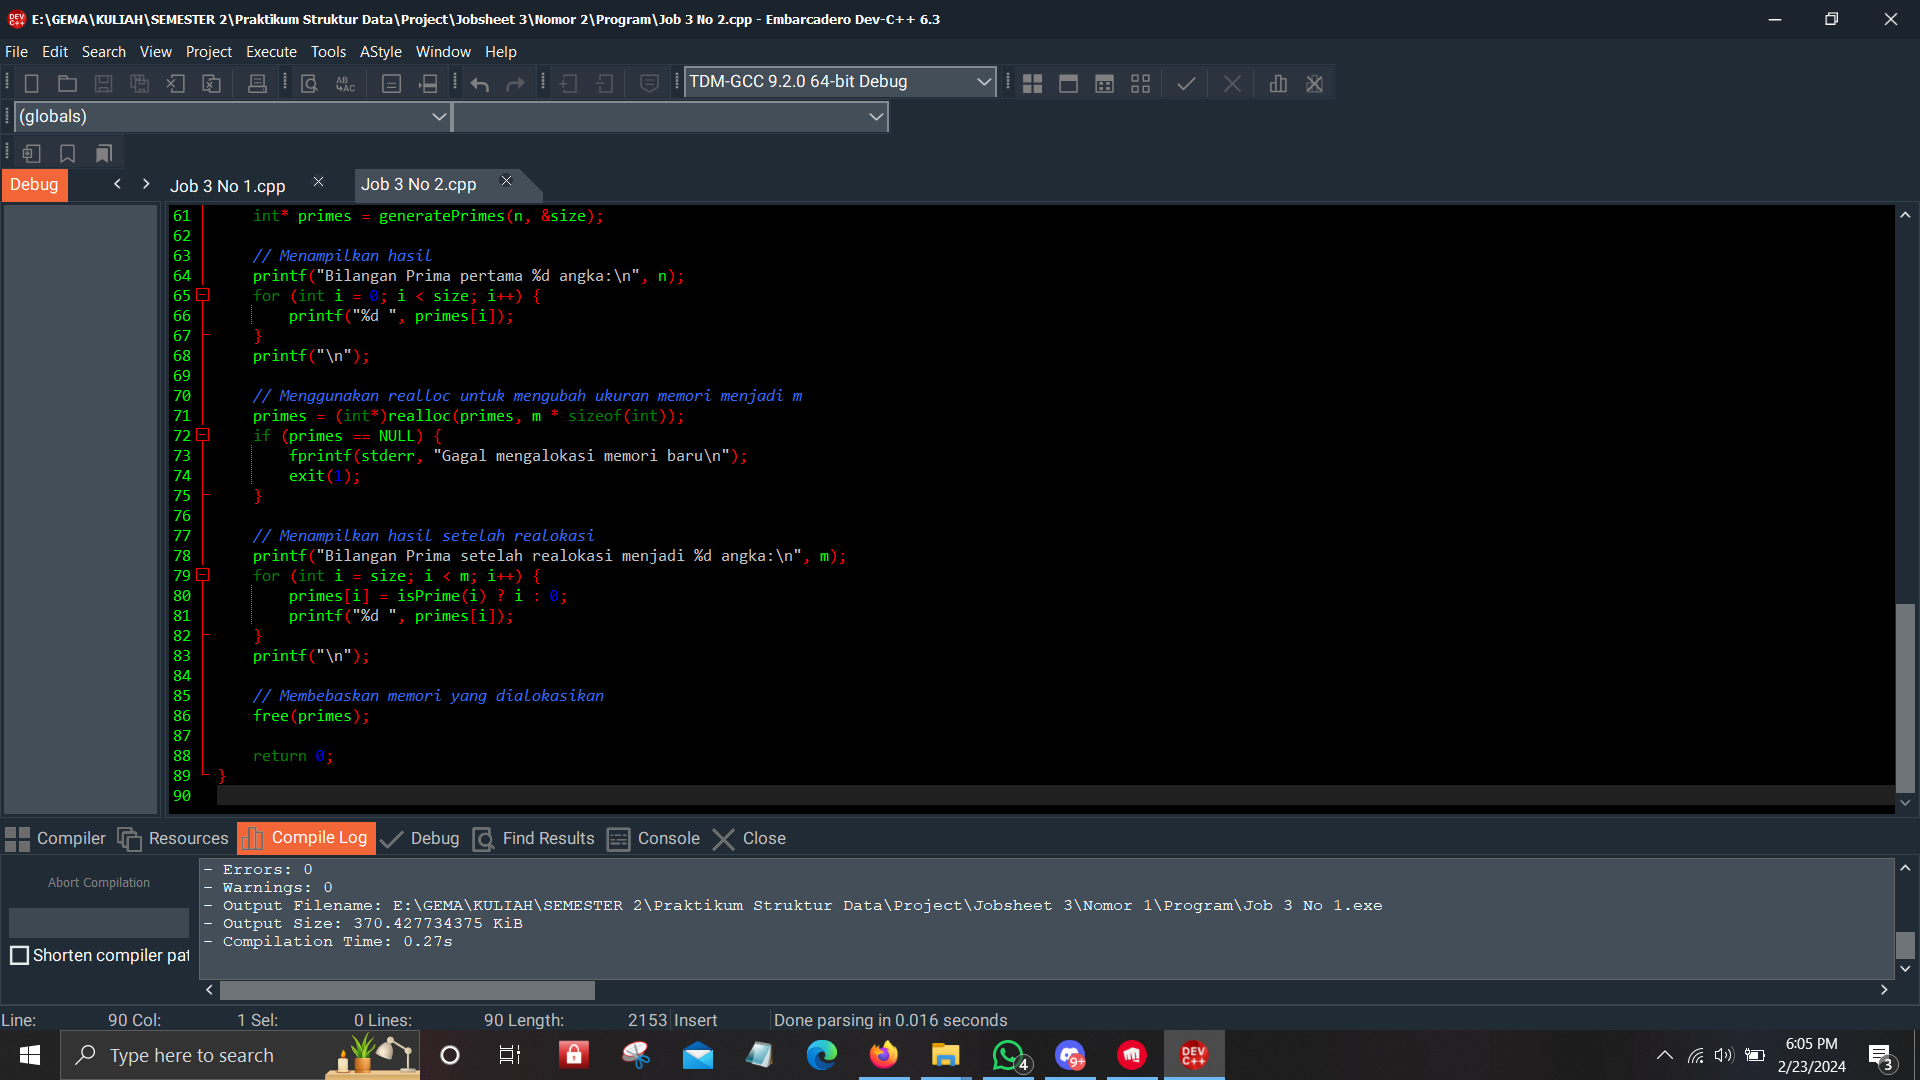 E:\GEMA\KULIAH\SEMESTER 2\Praktikum Struktur Data\Project\Jobsheet 3\Nomor 2\Program\Job 3 No 2.cpp - Embarcadero Dev-C++ 6.3
File Edit Search View Project Execute Tools AStyle Window Help
TDM-GCC 9.2.0 64-bit Debug
(globals)
Debug
Job 3 No 1.cpp
Job 3 No 2.cpp
61     int* primes = generatePrimes(n, &size);
62
63     // Menampilkan hasil
64     printf("Bilangan Prima pertama %d angka:\n", n);
65     for (int i = 0; i < size; i++) {
66         printf("%d ", primes[i]);
67     }
68     printf("\n");
69
70     // Menggunakan realloc untuk mengubah ukuran memori menjadi m
71     primes = (int*)realloc(primes, m * sizeof(int));
72     if (primes == NULL) {
73         fprintf(stderr, "Gagal mengalokasi memori baru\n");
74         exit(1);
75     }
76
77     // Menampilkan hasil setelah realokasi
78     printf("Bilangan Prima setelah realokasi menjadi %d angka:\n", m);
79     for (int i = size; i < m; i++) {
80         primes[i] = isPrime(i) ? i : 0;
81         printf("%d ", primes[i]);
82     }
83     printf("\n");
84
85     // Membebaskan memori yang dialokasikan
86     free(primes);
87
88     return 0;
89 }
90
Compiler Resources Compile Log Debug Find Results Console Close
Abort Compilation
Shorten compiler pat
- Errors: 0
- Warnings: 0
- Output Filename: E:\GEMA\KULIAH\SEMESTER 2\Praktikum Struktur Data\Project\Jobsheet 3\Nomor 1\Program\Job 3 No 1.exe
- Output Size: 370.427734375 KiB
- Compilation Time: 0.27s
Line: 90 Col: 1 Sel: 0 Lines: 90 Length: 2153 Insert Done parsing in 0.016 seconds
Type here to search
4
9+
DEV C++
6:05 PM
2/23/2024
3